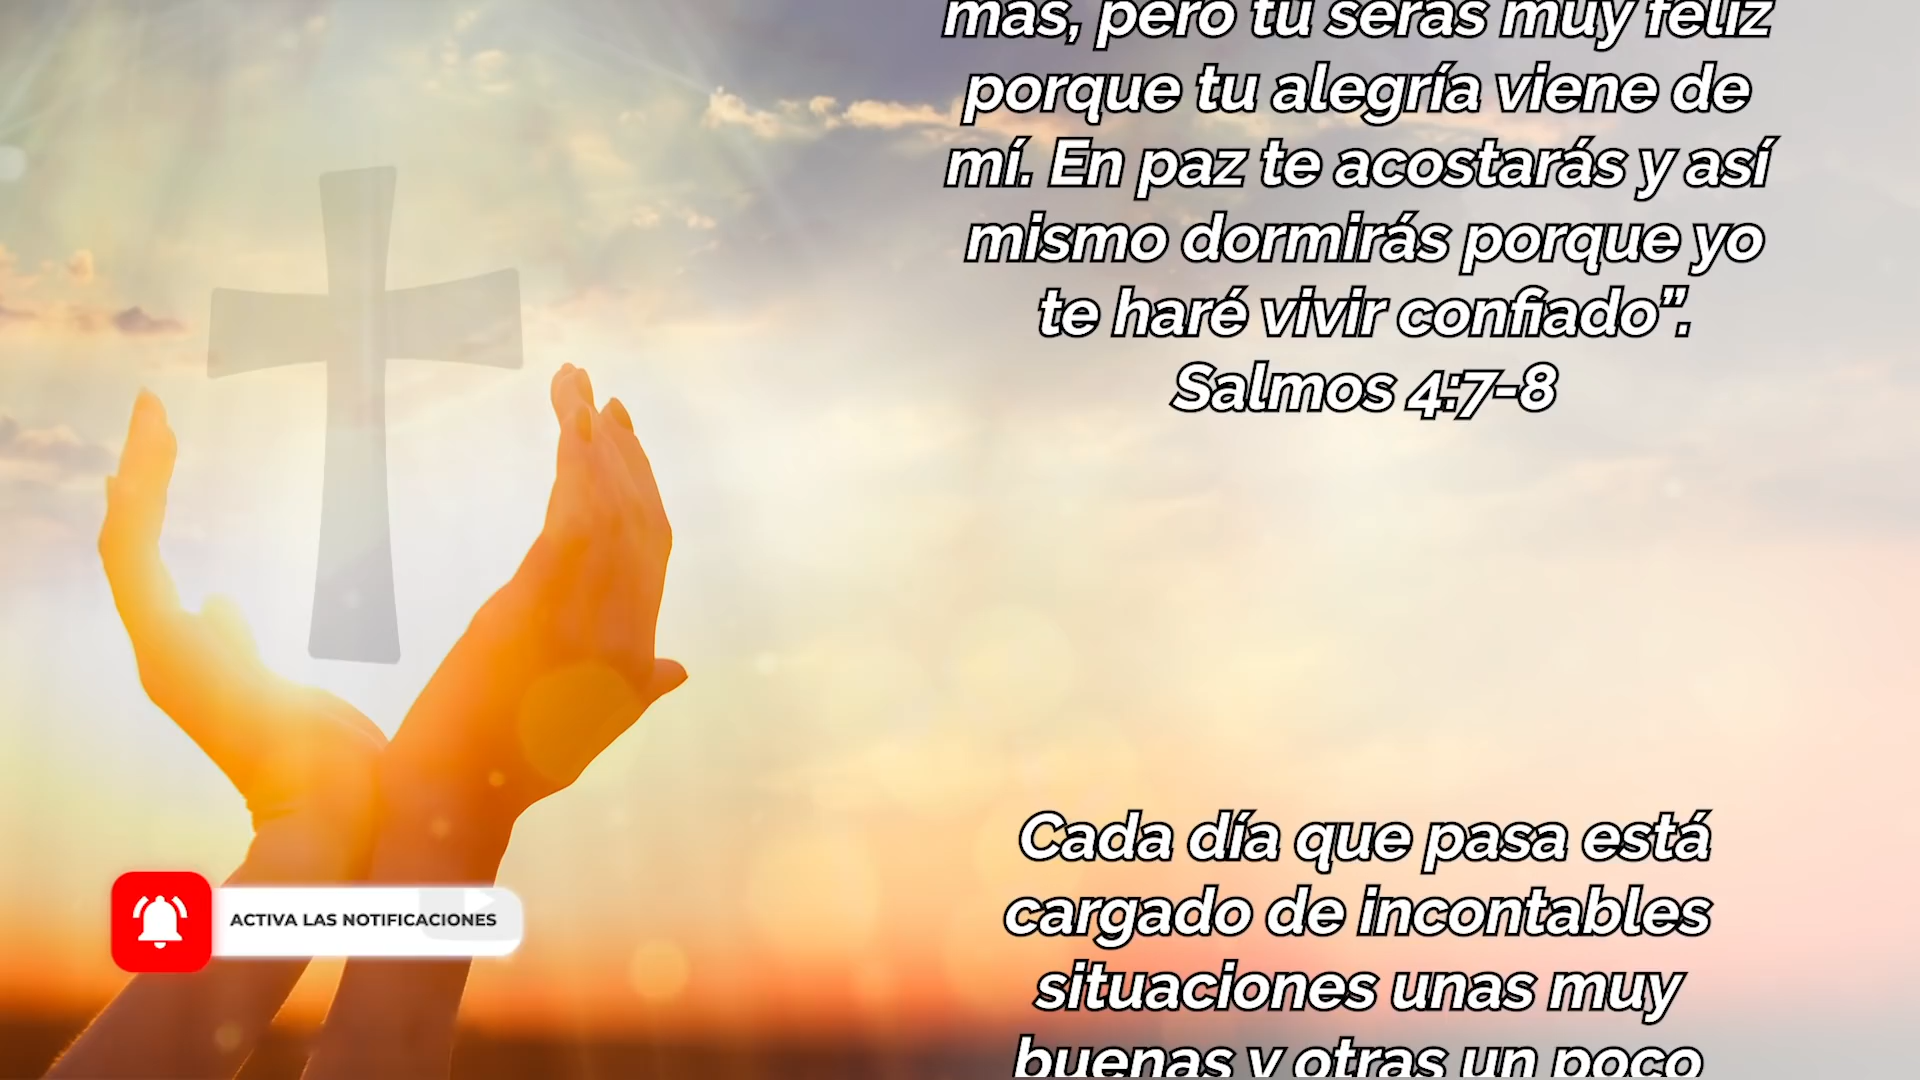 mas, pero tú serás muy feliz
porque tu alegría viene de
mí. En paz te acostarás y así
mismo dormirás porque yo
te haré vivir confiado”.
Salmos 4:7-8
Cada día que pasa está
cargado de incontables
situaciones unas muy
buenas y otras un poco
ACTIVA LAS NOTIFICACIONES